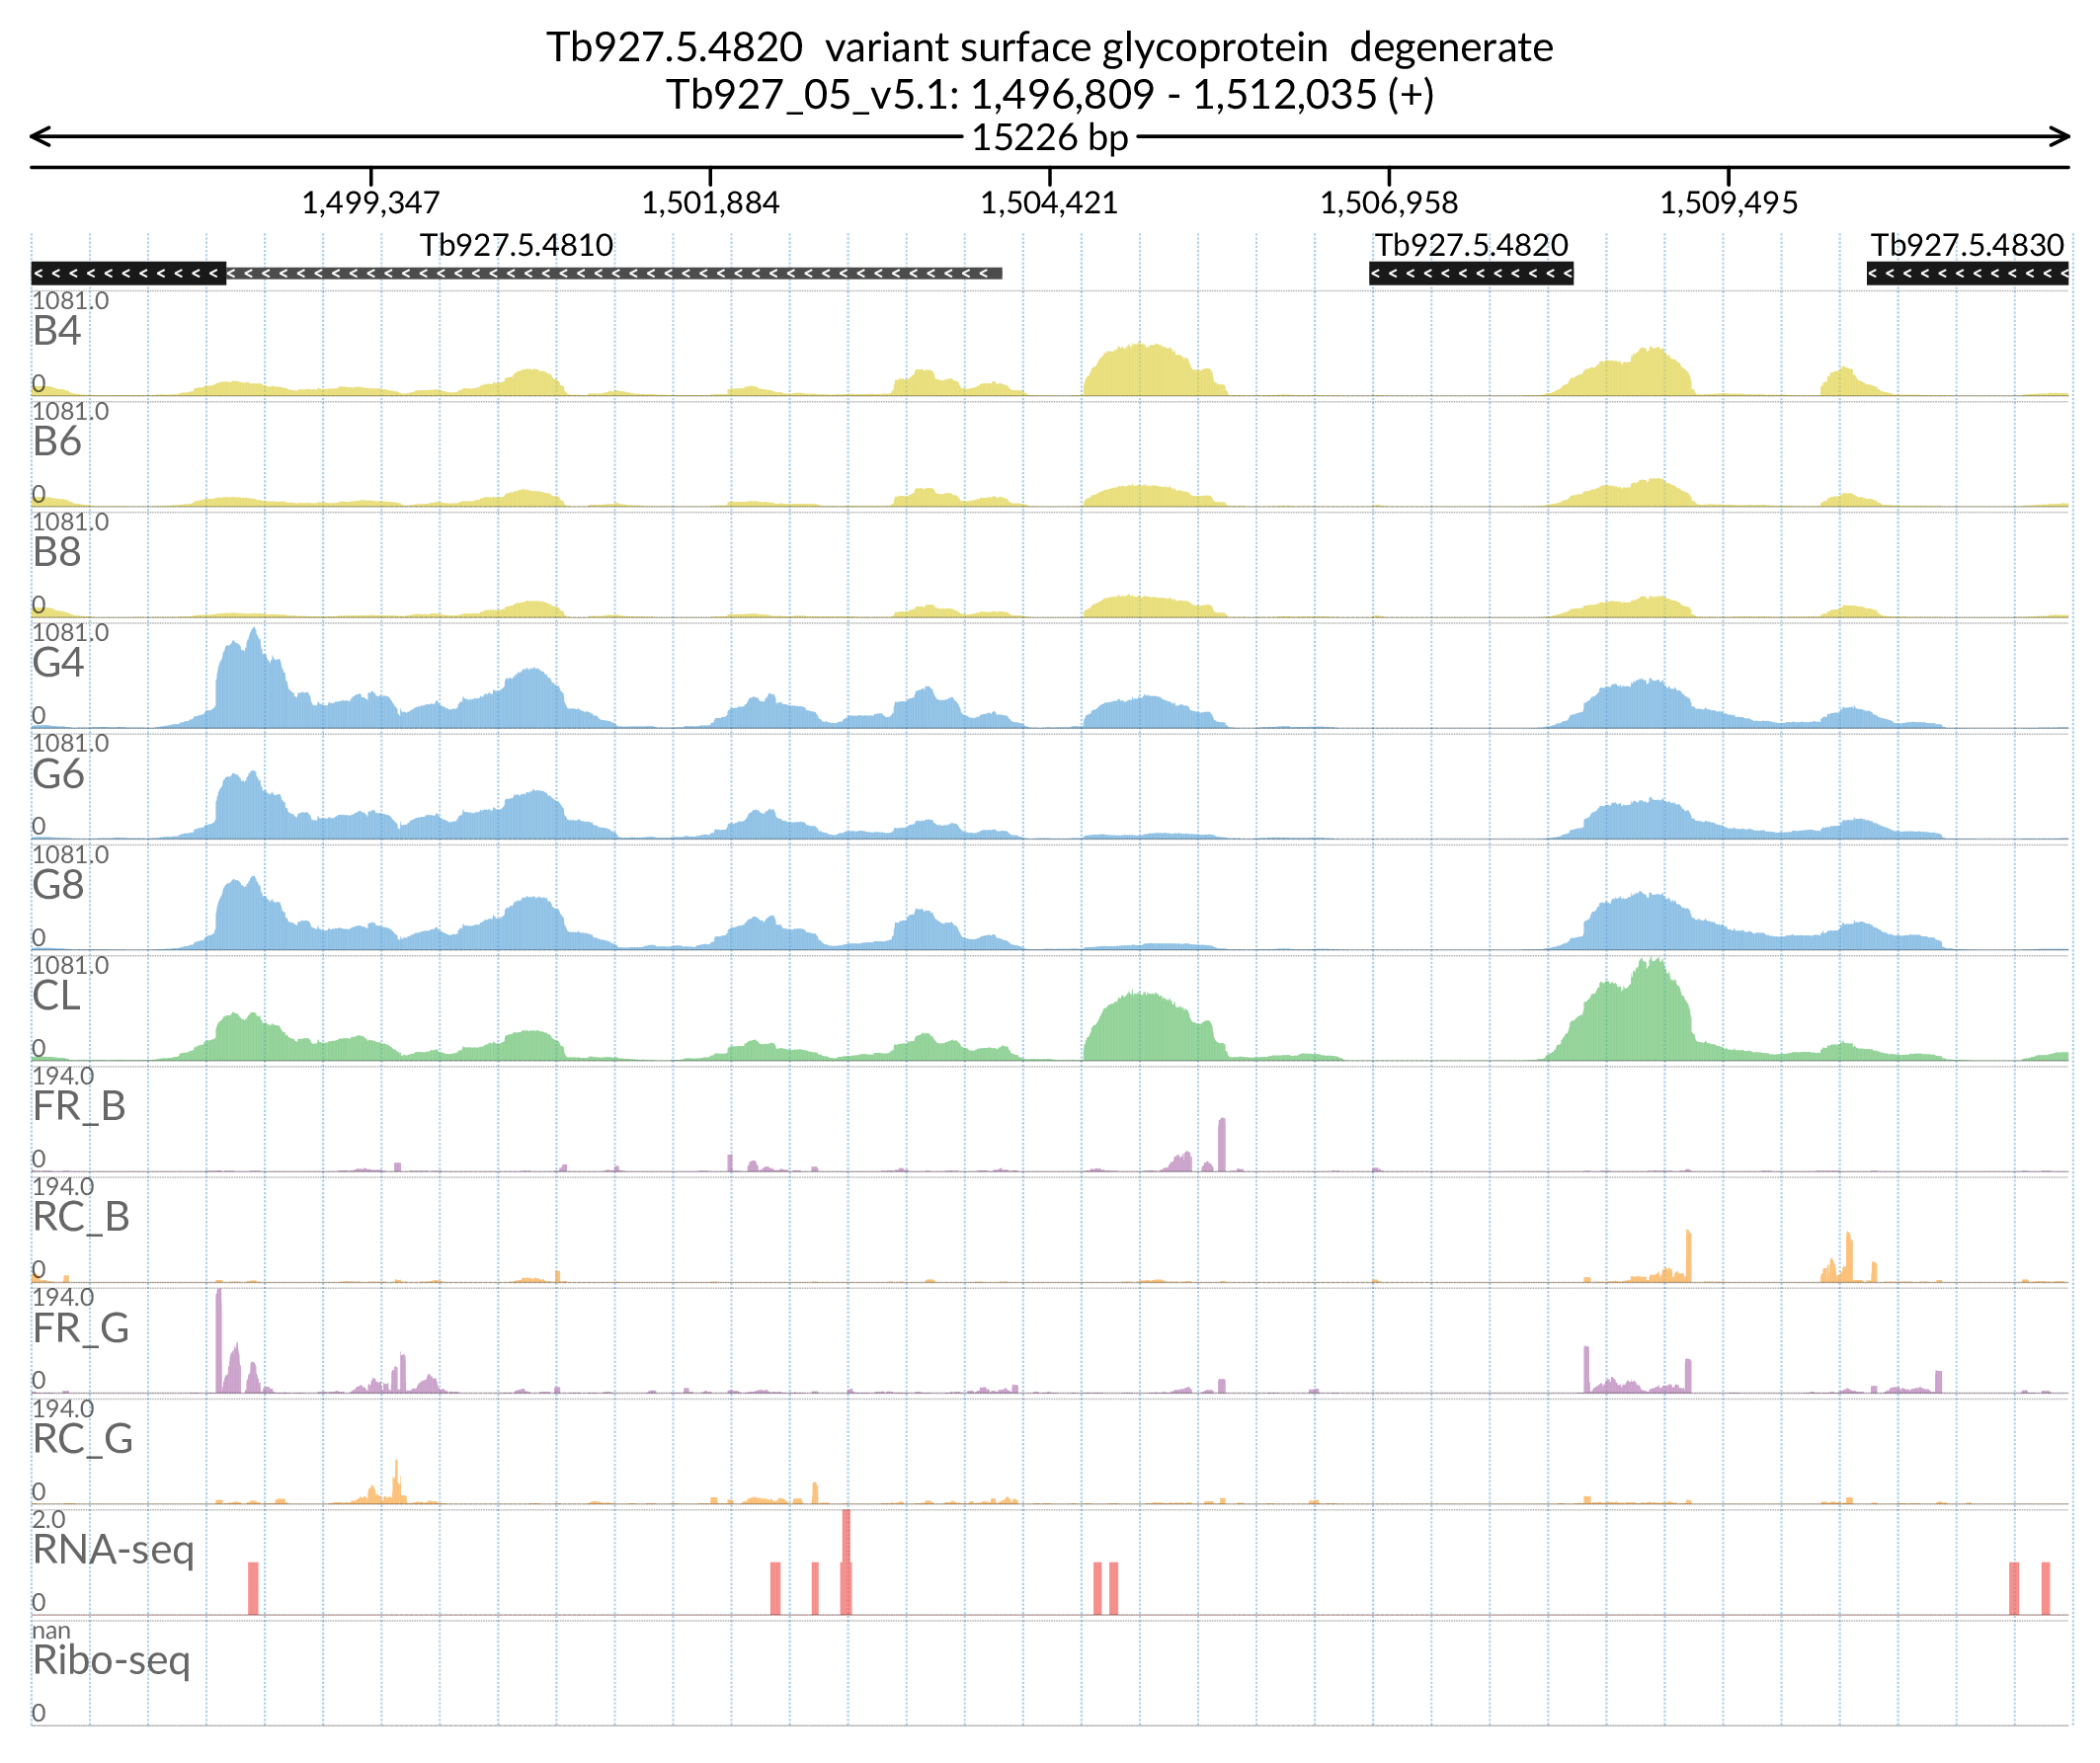 Tb927.5.4820 variant surface glycoprotein degenerate
Tb927_05_v5.1: 1,496,809 - 1,512,035 (+)
15226 bp
1,499,347 1,501,884 1,504,421 1,506,958 1,509,495
Tb927.5.4810 Tb927.5.4820 Tb927.5.4830
1081.0
B4
0
1081.0
B6
0
1081.0
B8
0
1081.0
G4
0
1081.0
G6
0
1081.0
G8
0
1081.0
CL
0
194.0
FR_B
0
194.0
RC_B
0
194.0
FR_G
0
194.0
RC_G
0
2.0
RNA-seq
0
nan
Ribo-seq
0